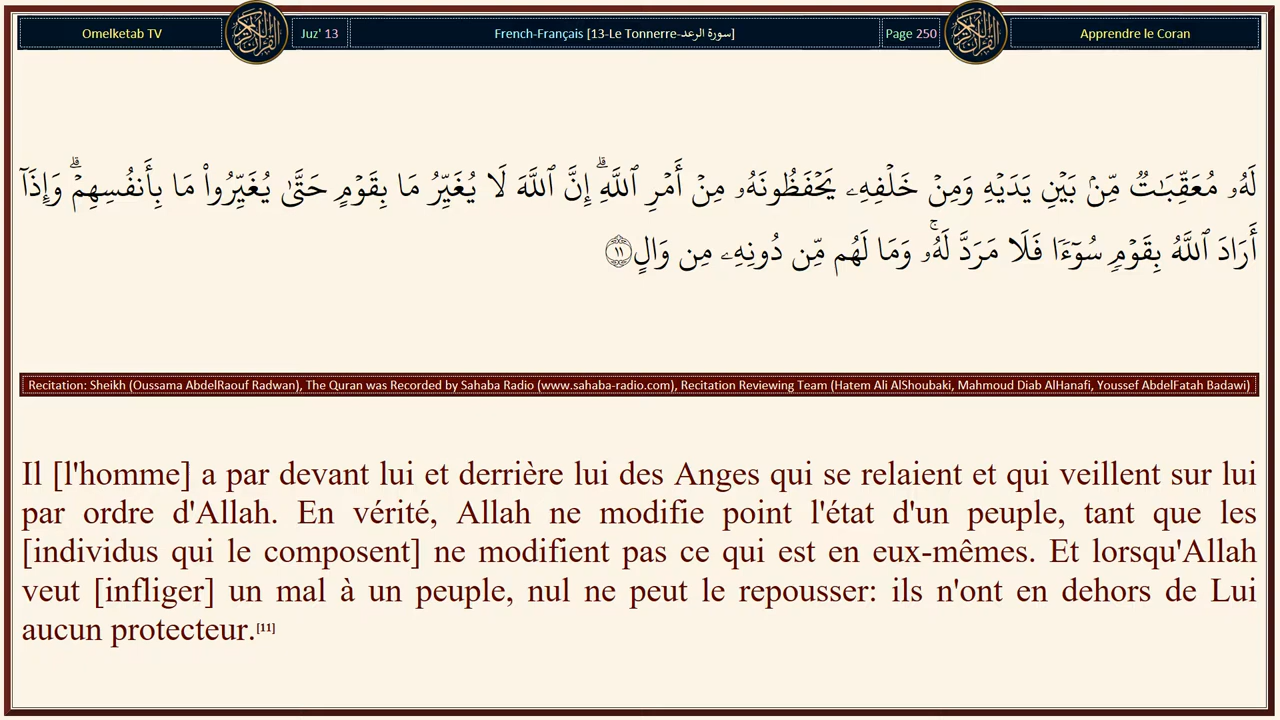 Omelketab TV
Juz' 13
French-Français [13-Le Tonnerre-سورة الرعد]
Page 250
Apprendre le Coran
لَهُۥ مُعَقِّبَٰتٌ مِّنۢ بَيْنِ يَدَيْهِ وَمِنْ خَلْفِهِۦ يَحْفَظُونَهُۥ مِنْ أَمْرِ ٱللَّهِۗ إِنَّ ٱللَّهَ لَا يُغَيِّرُ مَا بِقَوْمٍ حَتَّىٰ يُغَيِّرُوا۟ مَا بِأَنفُسِهِمْۗ وَإِذَآ
أَرَادَ ٱللَّهُ بِقَوْمٍ سُوٓءًا فَلَا مَرَدَّ لَهُۥۚ وَمَا لَهُم مِّن دُونِهِۦ مِن وَالٍ ١١
Recitation: Sheikh (Oussama AbdelRaouf Radwan), The Quran was Recorded by Sahaba Radio (www.sahaba-radio.com), Recitation Reviewing Team (Hatem Ali AlShoubaki, Mahmoud Diab AlHanafi, Youssef AbdelFatah Badawi)
Il [l'homme] a par devant lui et derrière lui des Anges qui se relaient et qui veillent sur lui
par ordre d'Allah. En vérité, Allah ne modifie point l'état d'un peuple, tant que les
[individus qui le composent] ne modifient pas ce qui est en eux-mêmes. Et lorsqu'Allah
veut [infliger] un mal à un peuple, nul ne peut le repousser: ils n'ont en dehors de Lui
aucun protecteur.[11]